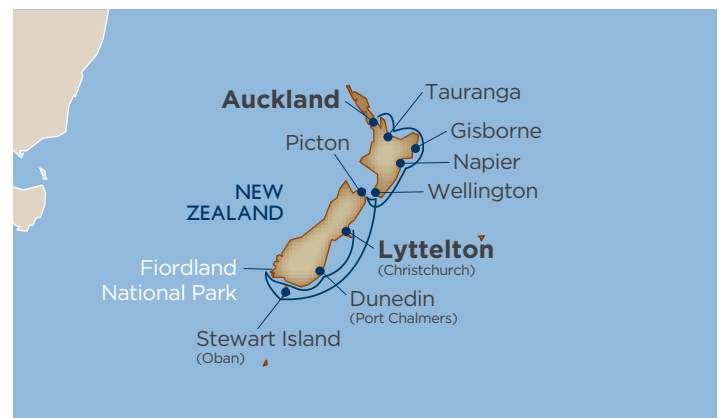 Tauranga
Auckland
Gisborne
Picton
Napier
Wellington
NEW
ZEALAND
Lyttelton
(Christchurch)
Fiordland
National Park
Dunedin
(Port Chalmers)
Stewart Island
(Oban)